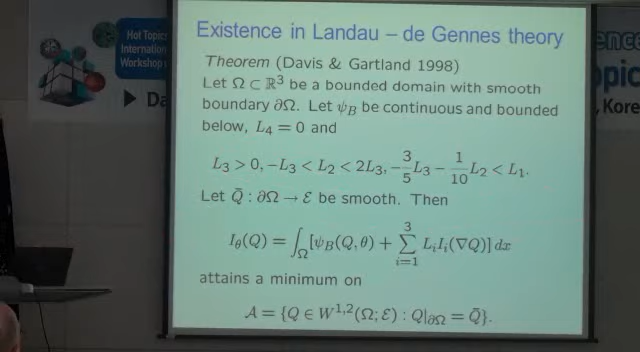 Hot Topics
Internation
Workshop
Da
ence
opic
, Kore
Existence in Landau – de Gennes theory
Theorem (Davis & Gartland 1998)
Let Ω ⊂ ℝ³ be a bounded domain with smooth
boundary ∂Ω. Let ψ_B be continuous and bounded
below, L₄ = 0 and
L₃ > 0, −L₃ < L₂ < 2L₃, −3/5 L₃ − 1/10 L₂ < L₁.
Let Q̄ : ∂Ω → ℰ be smooth. Then
I_θ(Q) = ∫_Ω [ψ_B(Q, θ) + ∑_{i=1}^{3} L_i I_i(∇Q)] dx
attains a minimum on
𝒜 = {Q ∈ W^{1,2}(Ω; ℰ) : Q|_{∂Ω} = Q̄}.